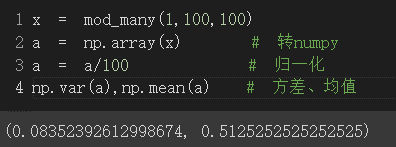 1 x = mod_many(1,100,100)
2 a = np.array(x) # 转numpy
3 a = a/100 # 归一化
4 np.var(a),np.mean(a) # 方差、均值
(0.08352392612998674, 0.5125252525252525)